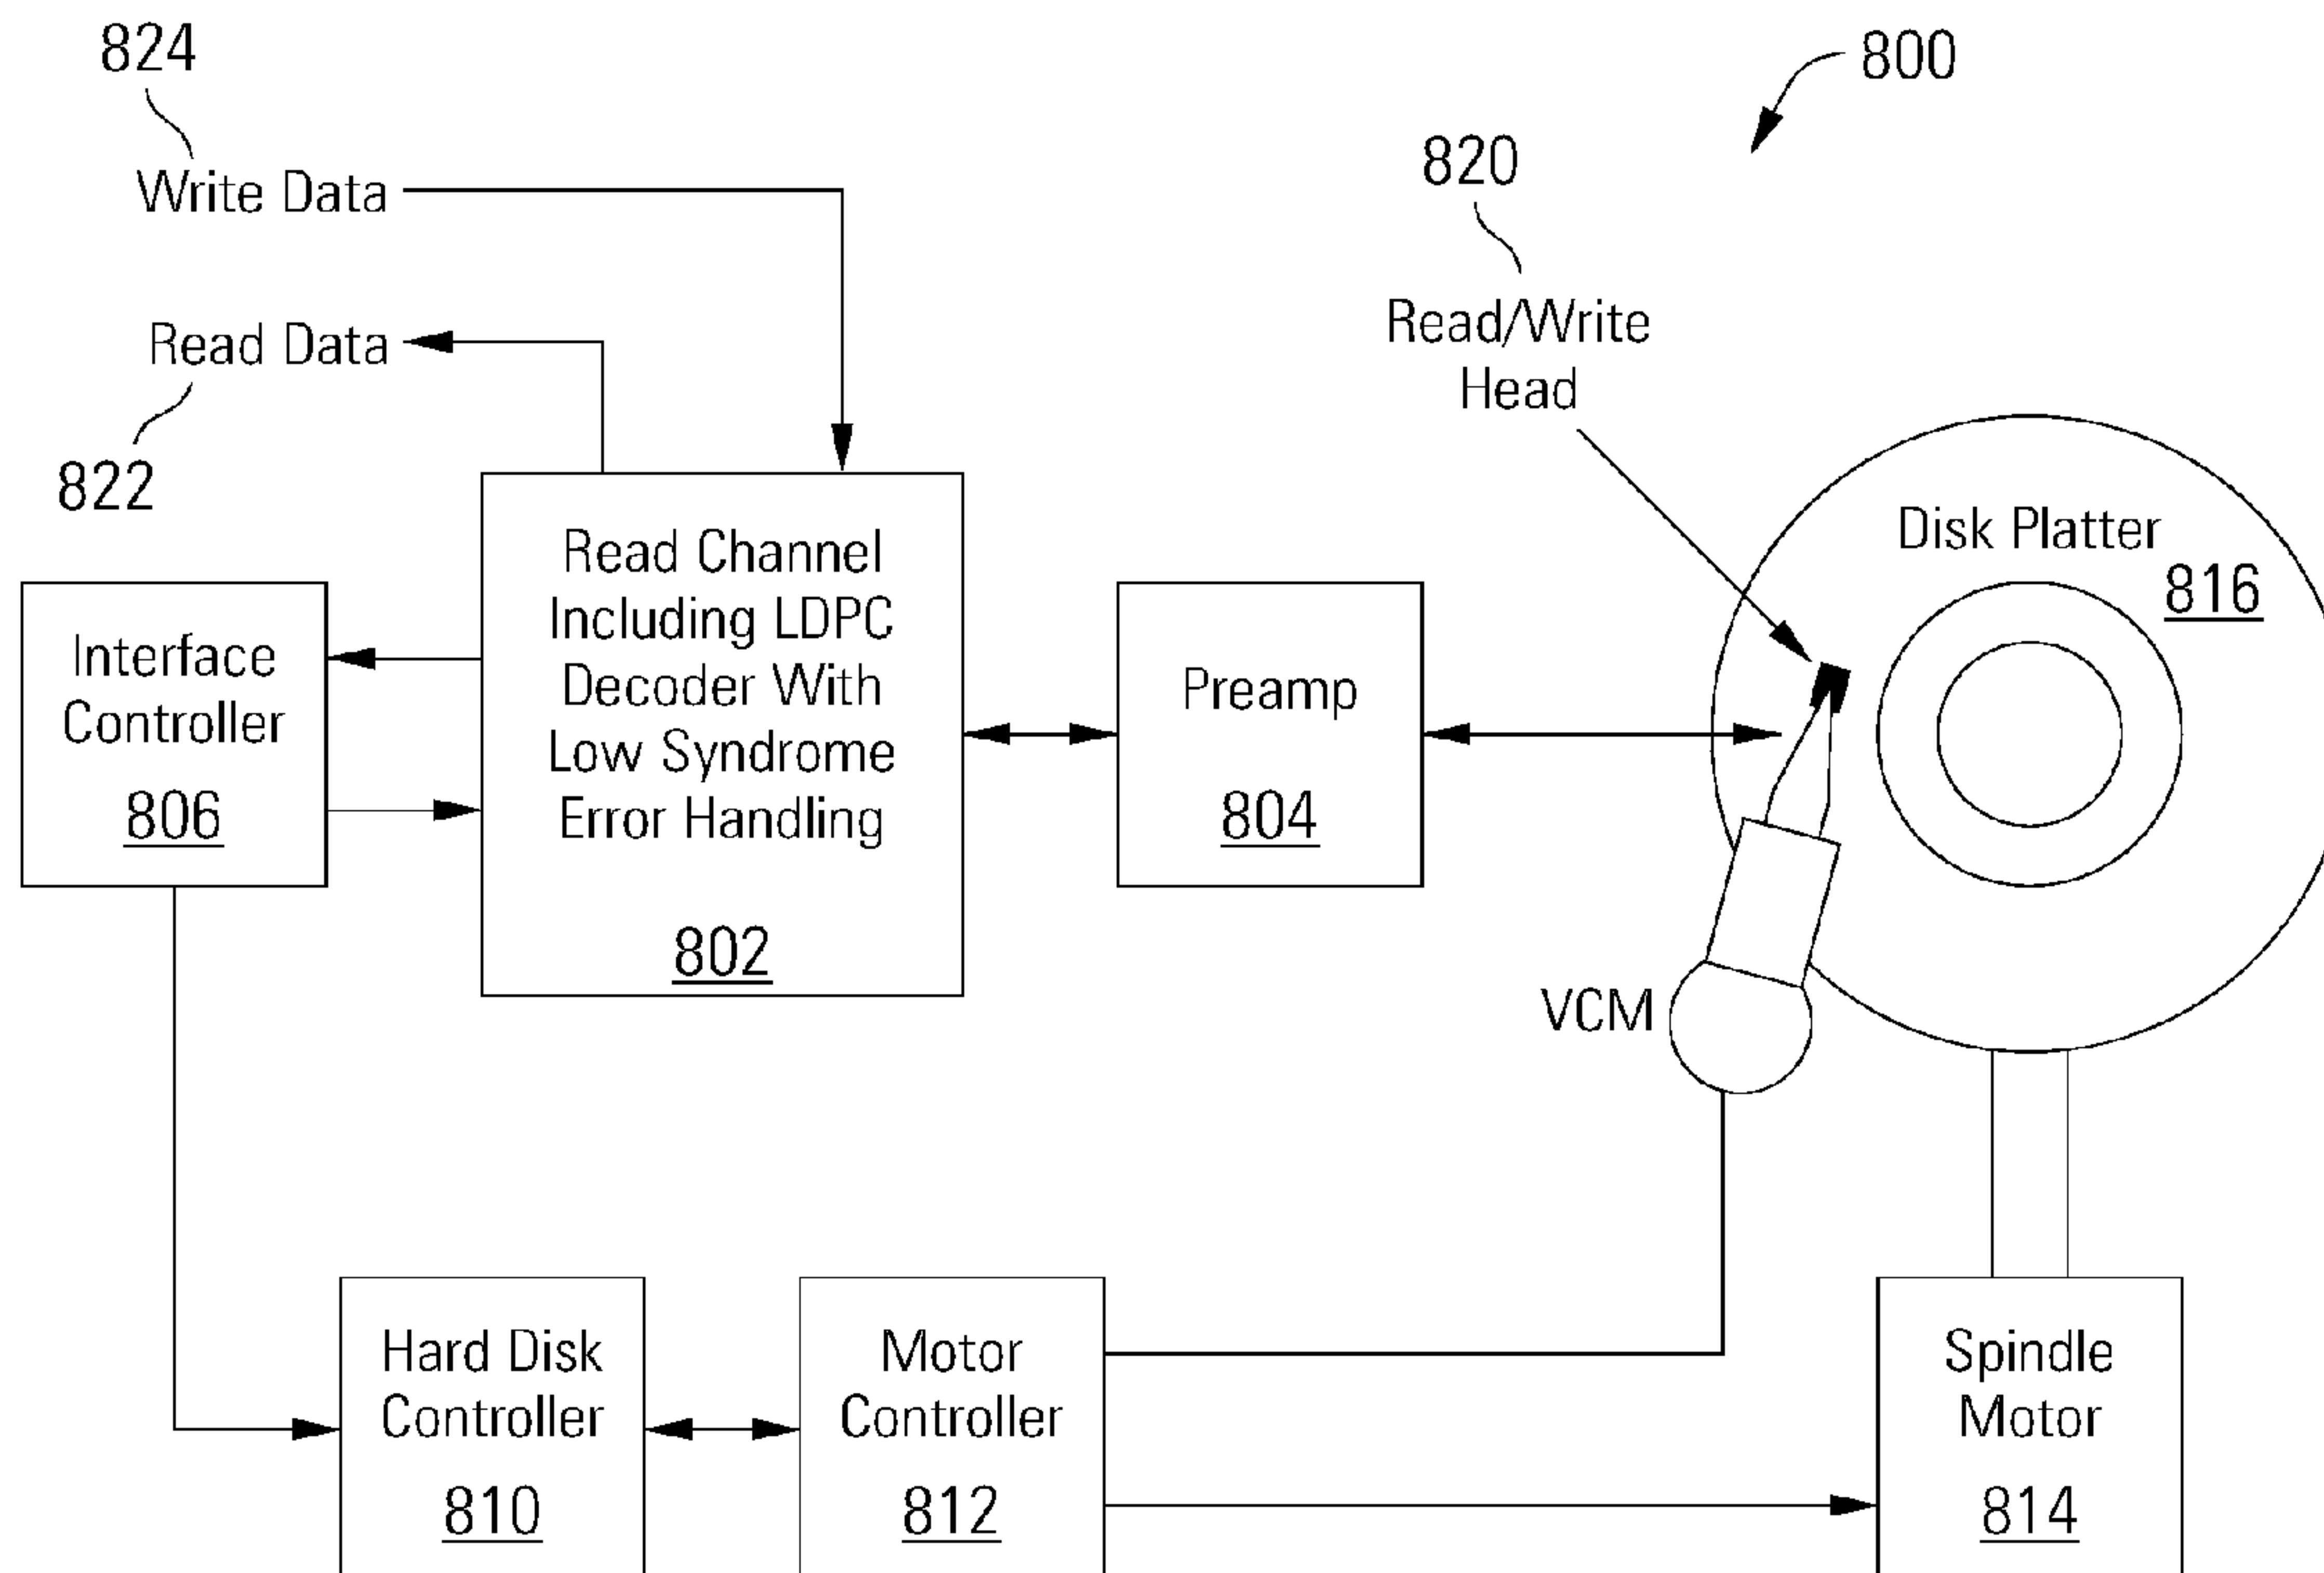 824
Write Data
800
820
Read/Write
Head
Read Data
822
Disk Platter
816
Read Channel
Including LDPC
Decoder With
Low Syndrome
Error Handling
802
Interface
Controller
806
Preamp
804
VCM
Hard Disk
Controller
810
Motor
Controller
812
Spindle
Motor
814